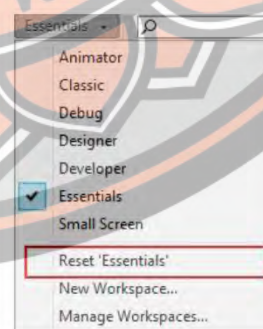 Essentials
Animator
Classic
Debug
Designer
Developer
Essentials
Small Screen
Reset 'Essentials'
New Workspace...
Manage Workspaces...